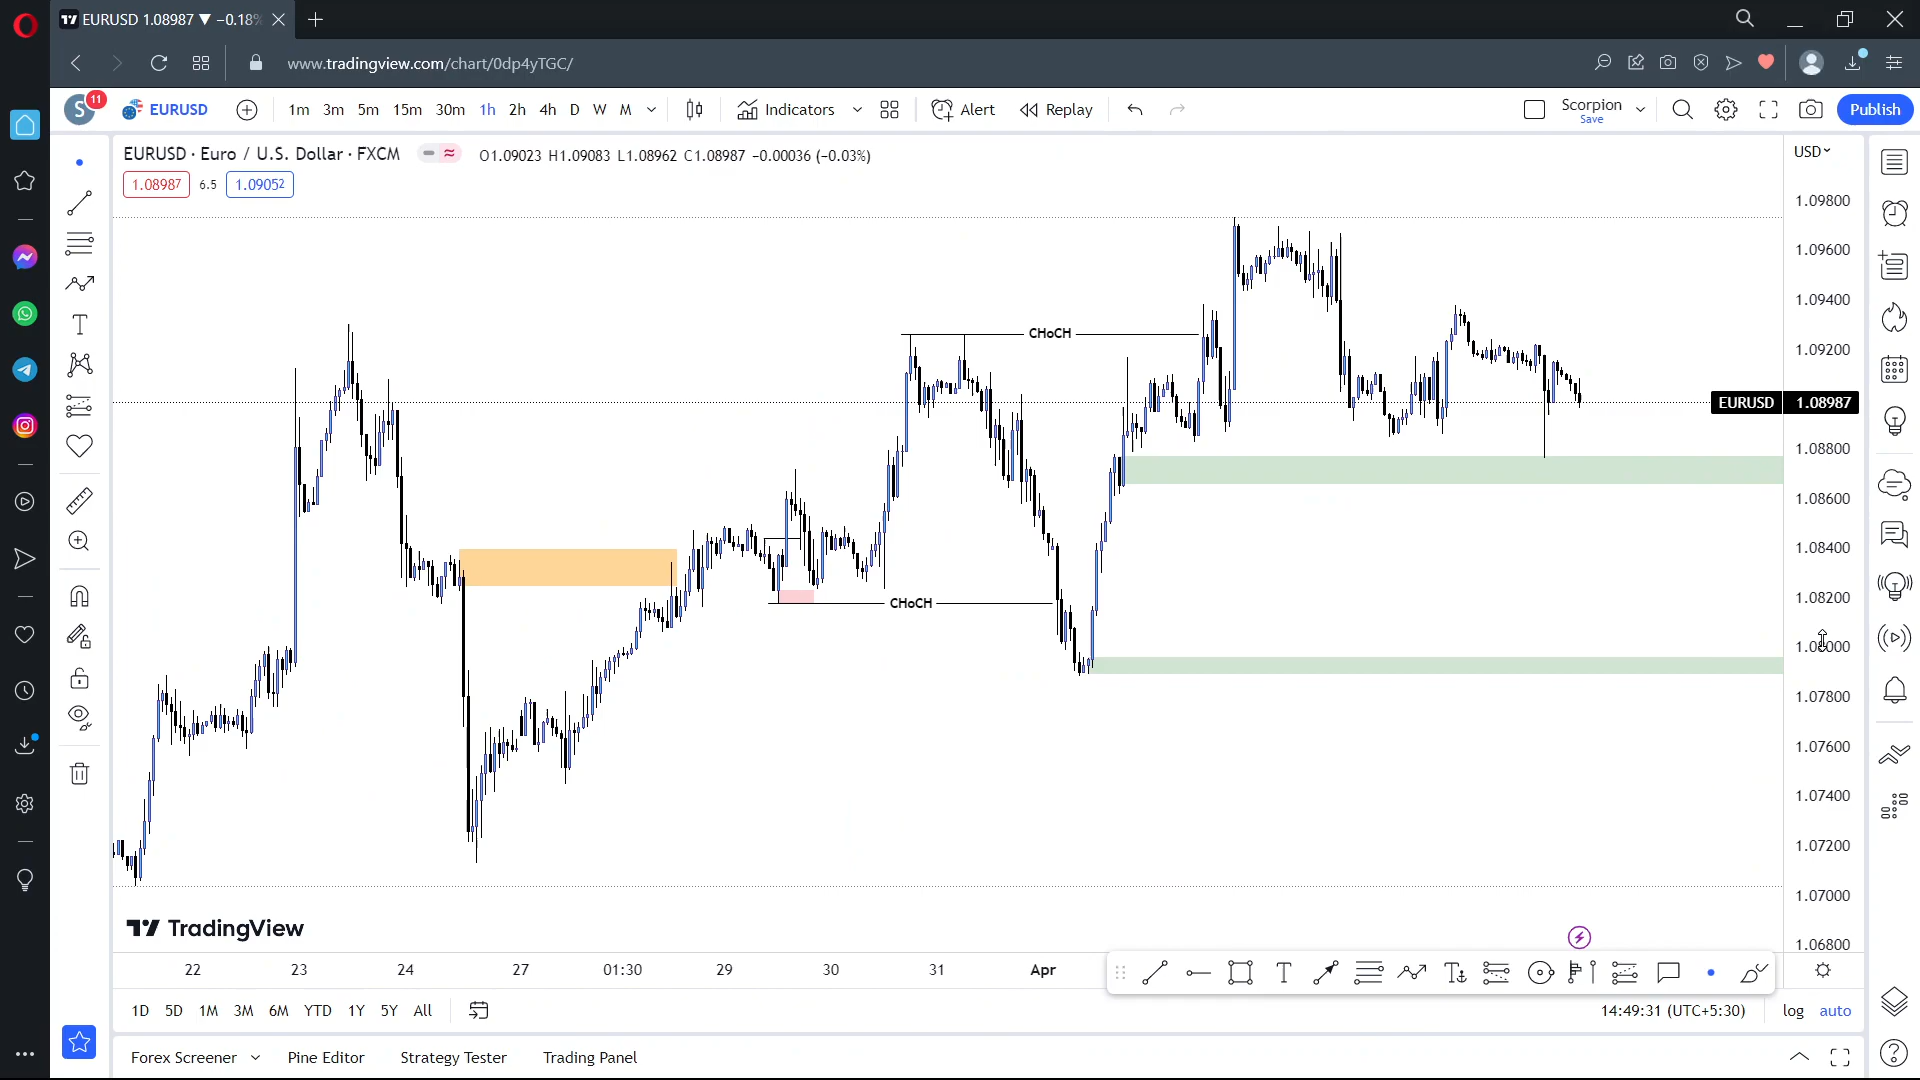 EURUSD 1.08987 ▼ −0.18%
www.tradingview.com/chart/0dp4yTGC/
S 11 EURUSD 1m 3m 5m 15m 30m 1h 2h 4h D W M Indicators Alert Replay Scorpion Save Publish
EURUSD · Euro / U.S. Dollar · FXCM O1.09023 H1.09083 L1.08962 C1.08987 −0.00036 (−0.03%)
USD
1.08987 6.5 1.09052
1.09800
1.09600
1.09400
CHoCH
1.09200
EURUSD 1.08987
1.08800
1.08600
1.08400
CHoCH
1.08200
1.08000
1.07800
1.07600
1.07400
1.07200
1.07000
TradingView
1.06800
22 23 24 27 01:30 29 30 31 Apr
1D 5D 1M 3M 6M YTD 1Y 5Y All 14:49:31 (UTC+5:30) log auto
Forex Screener Pine Editor Strategy Tester Trading Panel